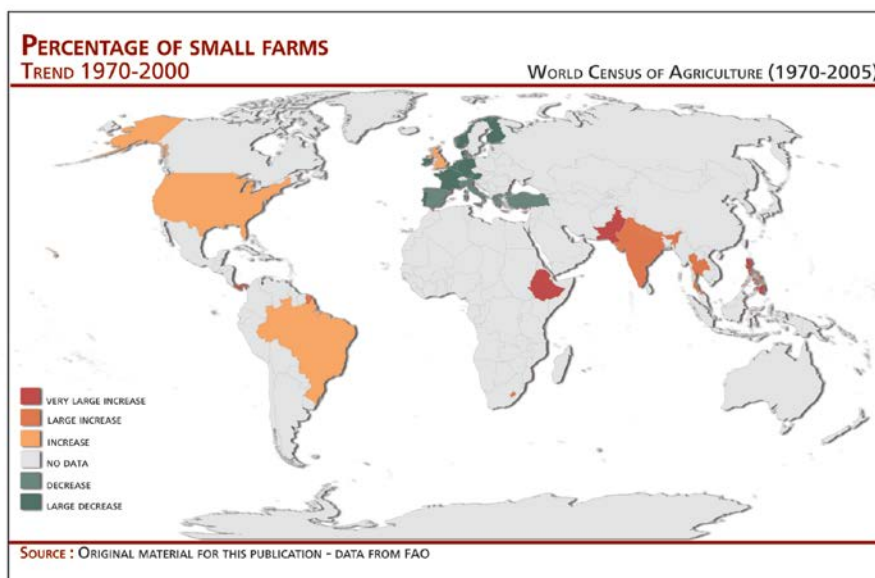 PERCENTAGE OF SMALL FARMS
TREND 1970-2000
WORLD CENSUS OF AGRICULTURE (1970-2005)
VERY LARGE INCREASE
LARGE INCREASE
INCREASE
NO DATA
DECREASE
LARGE DECREASE
SOURCE : ORIGINAL MATERIAL FOR THIS PUBLICATION - DATA FROM FAO